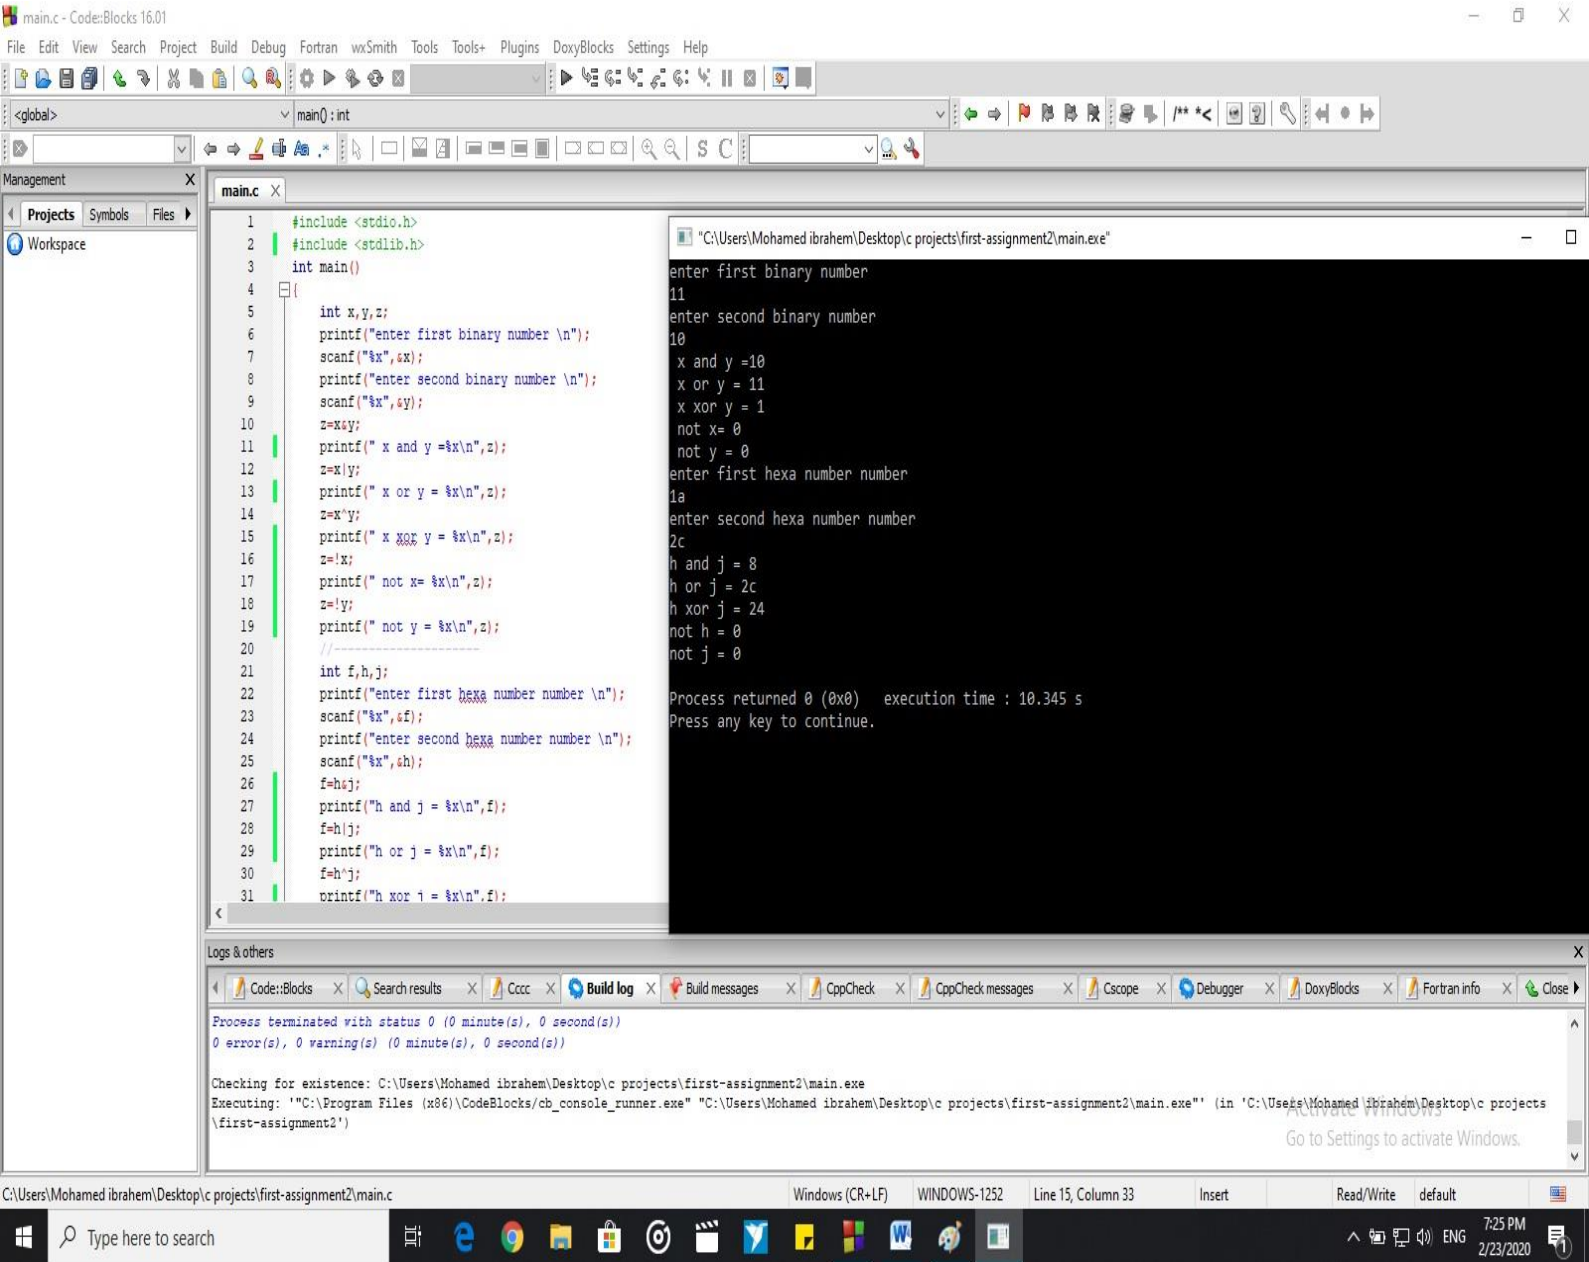 main.c - Code::Blocks 16.01
File Edit View Search Project Build Debug Fortran wxSmith Tools Tools+ Plugins DoxyBlocks Settings Help
<global> main() : int
/** *<
S C
Management X
Projects Symbols Files
Workspace
main.c X
1 #include <stdio.h>
2 #include <stdlib.h>
3 int main()
4 {
5 int x,y,z;
6 printf("enter first binary number \n");
7 scanf("%x",&x);
8 printf("enter second binary number \n");
9 scanf("%x",&y);
10 z=x&y;
11 printf(" x and y =%x\n",z);
12 z=x|y;
13 printf(" x or y = %x\n",z);
14 z=x^y;
15 printf(" x xor y = %x\n",z);
16 z=!x;
17 printf(" not x= %x\n",z);
18 z=!y;
19 printf(" not y = %x\n",z);
20 //---------------------
21 int f,h,j;
22 printf("enter first hexa number number \n");
23 scanf("%x",&f);
24 printf("enter second hexa number number \n");
25 scanf("%x",&h);
26 f=h&j;
27 printf("h and j = %x\n",f);
28 f=h|j;
29 printf("h or j = %x\n",f);
30 f=h^j;
31 printf("h xor j = %x\n",f);
"C:\Users\Mohamed ibrahem\Desktop\c projects\first-assignment2\main.exe"
enter first binary number
11
enter second binary number
10
x and y =10
x or y = 11
x xor y = 1
not x= 0
not y = 0
enter first hexa number number
1a
enter second hexa number number
2c
h and j = 8
h or j = 2c
h xor j = 24
not h = 0
not j = 0
Process returned 0 (0x0) execution time : 10.345 s
Press any key to continue.
Logs & others X
Code::Blocks X Search results X Cccc X Build log X Build messages X CppCheck X CppCheck messages X Cscope X Debugger X DoxyBlocks X Fortran info X Close
Process terminated with status 0 (0 minute(s), 0 second(s))
0 error(s), 0 warning(s) (0 minute(s), 0 second(s))
Checking for existence: C:\Users\Mohamed ibrahem\Desktop\c projects\first-assignment2\main.exe
Executing: '"C:\Program Files (x86)\CodeBlocks/cb_console_runner.exe" "C:\Users\Mohamed ibrahem\Desktop\c projects\first-assignment2\main.exe"' (in 'C:\Users\Mohamed ibrahem\Desktop\c projects
\first-assignment2')
Activate Windows
Go to Settings to activate Windows.
C:\Users\Mohamed ibrahem\Desktop\c projects\first-assignment2\main.c Windows (CR+LF) WINDOWS-1252 Line 15, Column 33 Insert Read/Write default
Type here to search
ENG
7:25 PM
2/23/2020
1